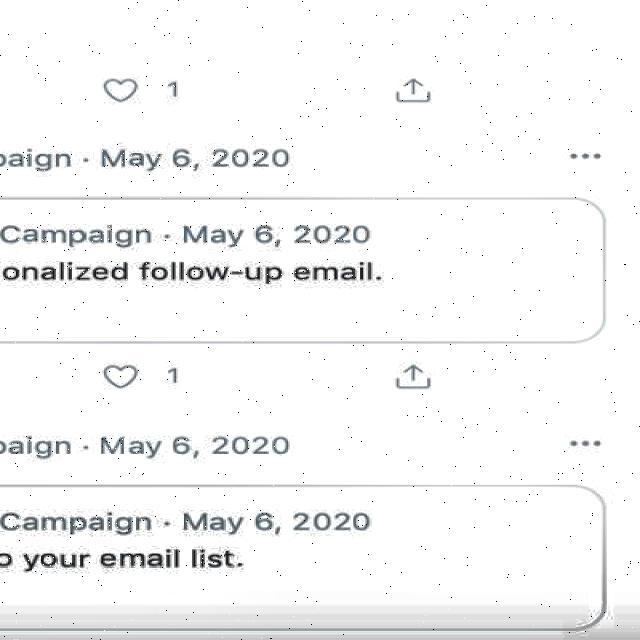 1
paign · May 6, 2020
Campaign · May 6, 2020
onalized follow-up email.
1
paign · May 6, 2020
Campaign · May 6, 2020
o your email list.